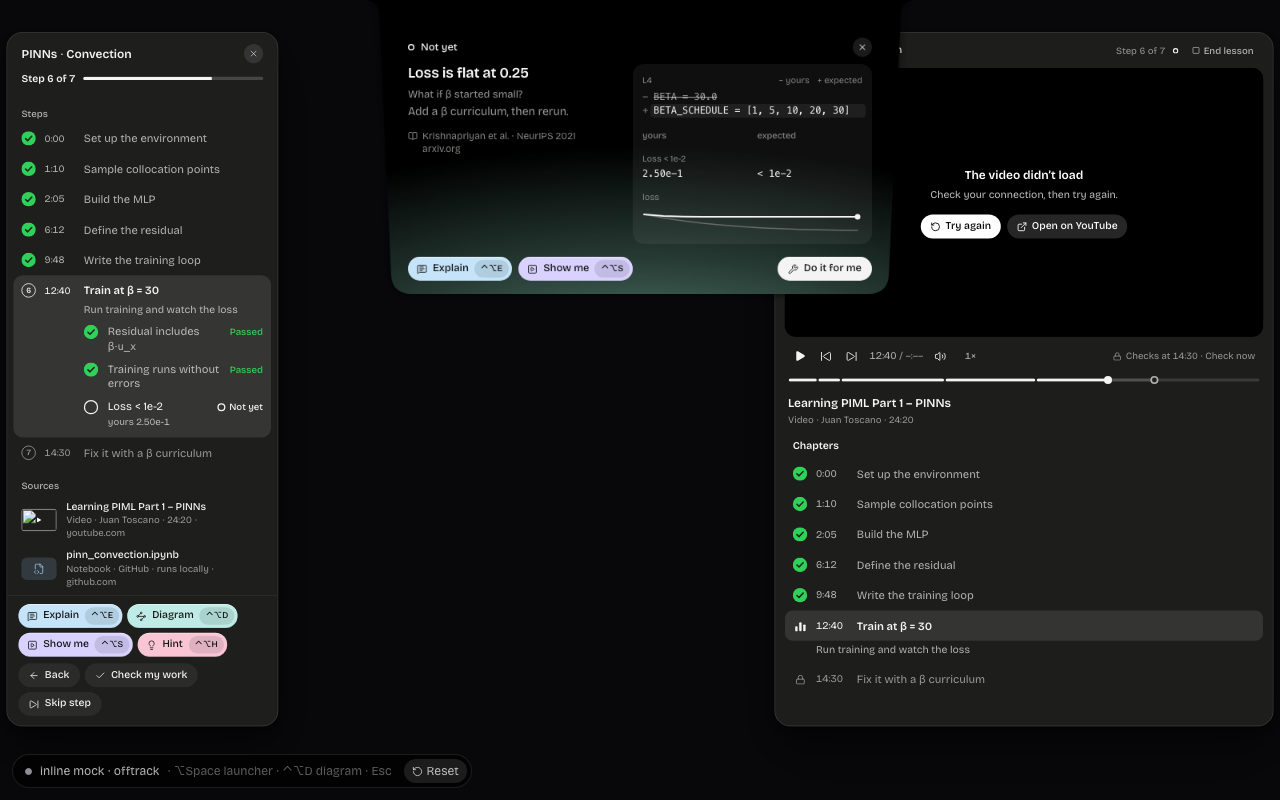 PINNs · Convection
Step 6 of 7
Steps
0:00 Set up the environment
1:10 Sample collocation points
2:05 Build the MLP
6:12 Define the residual
9:48 Write the training loop
6 12:40 Train at β = 30
Run training and watch the loss
Residual includes Passed
β·u_x
Training runs without Passed
errors
Loss < 1e-2 Not yet
yours 2.50e-1
7 14:30 Fix it with a β curriculum
Sources
Learning PIML Part 1 – PINNs
Video · Juan Toscano · 24:20 ·
youtube.com
pinn_convection.ipynb
Notebook · GitHub · runs locally ·
github.com
Explain ^⌥E Diagram ^⌥D
Show me ^⌥S Hint ^⌥H
Back Check my work
Skip step
Not yet
Loss is flat at 0.25
What if β started small?
Add a β curriculum, then rerun.
Krishnapriyan et al. · NeurIPS 2021
arxiv.org
L4 − yours + expected
− BETA = 30.0
+ BETA_SCHEDULE = [1, 5, 10, 20, 30]
yours expected
Loss < 1e-2
2.50e−1 < 1e−2
loss
Explain ^⌥E Show me ^⌥S Do it for me
Step 6 of 7 End lesson
The video didn't load
Check your connection, then try again.
Try again Open on YouTube
12:40 / –:–– 1× Checks at 14:30 · Check now
Learning PIML Part 1 – PINNs
Video · Juan Toscano · 24:20
Chapters
0:00 Set up the environment
1:10 Sample collocation points
2:05 Build the MLP
6:12 Define the residual
9:48 Write the training loop
12:40 Train at β = 30
Run training and watch the loss
14:30 Fix it with a β curriculum
inline mock · offtrack · ⌥Space launcher · ^⌥D diagram · Esc Reset